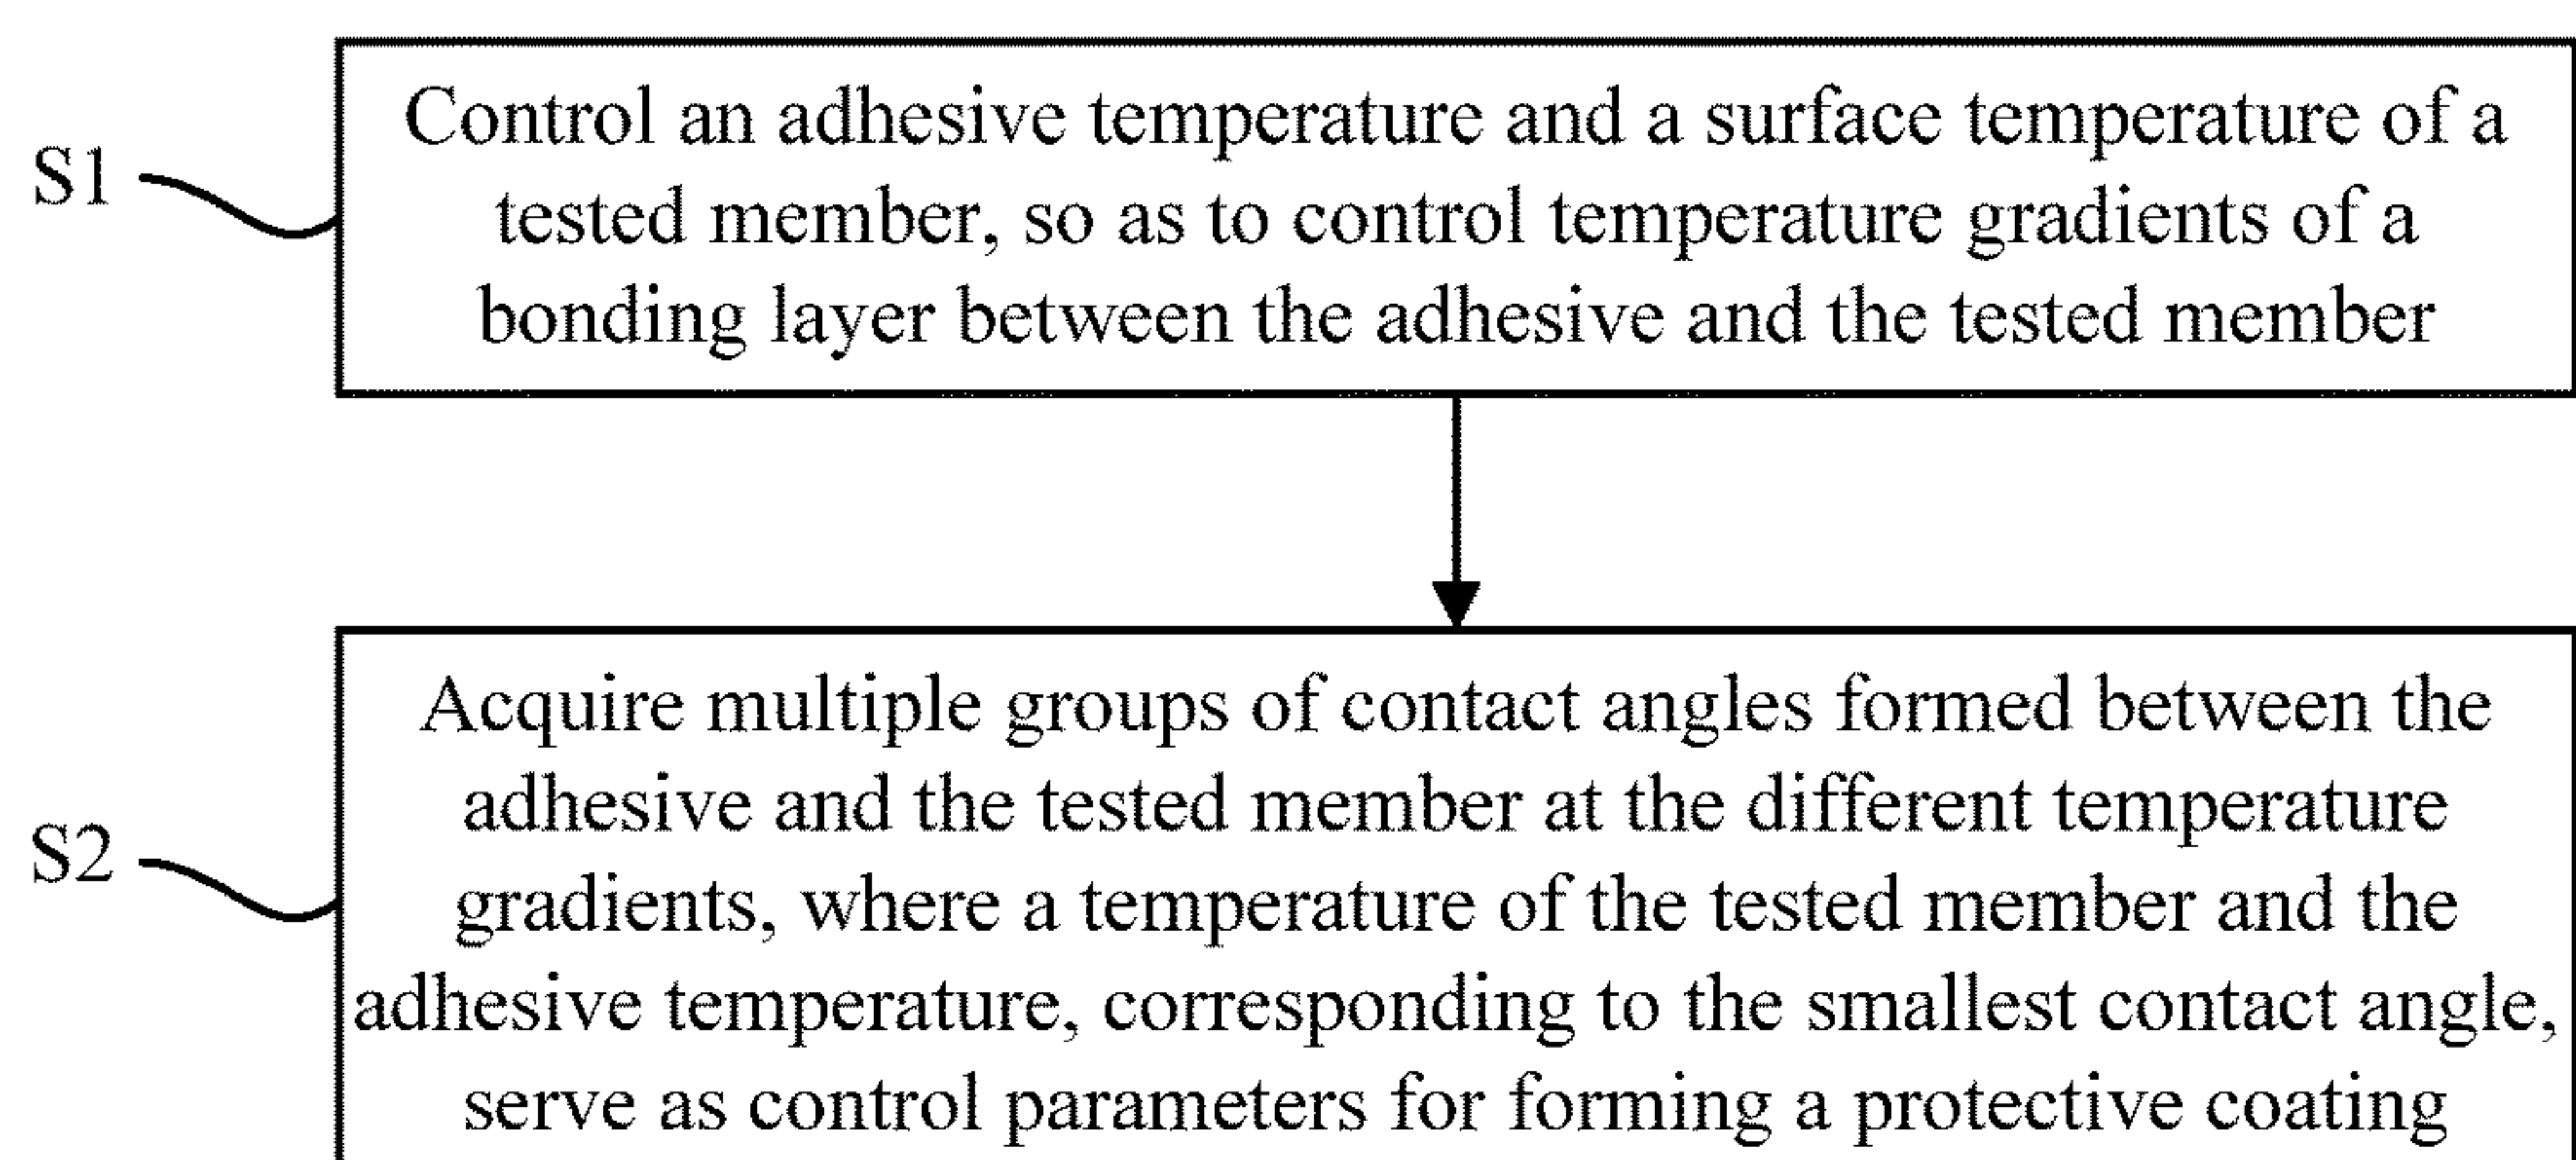 S1
Control an adhesive temperature and a surface temperature of a
tested member, so as to control temperature gradients of a
bonding layer between the adhesive and the tested member
S2
Acquire multiple groups of contact angles formed between the
adhesive and the tested member at the different temperature
gradients, where a temperature of the tested member and the
adhesive temperature, corresponding to the smallest contact angle,
serve as control parameters for forming a protective coating